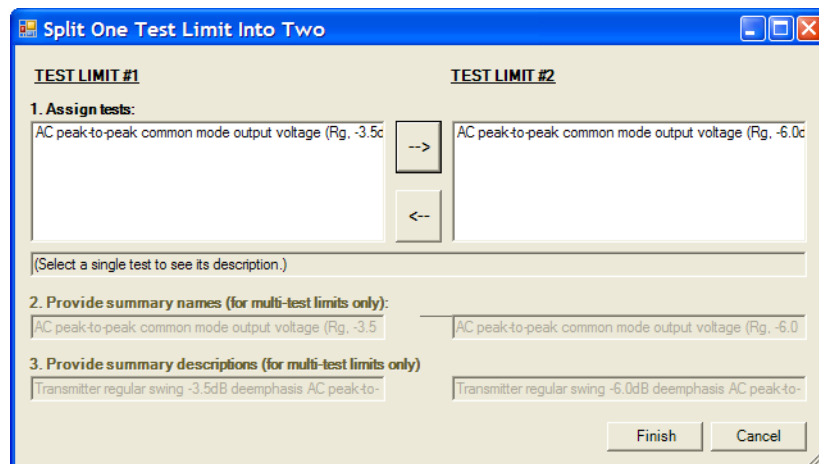 Split One Test Limit Into Two
TEST LIMIT #1 TEST LIMIT #2
1. Assign tests:
AC peak-to-peak common mode output voltage (Rg, -3.5d
-->
AC peak-to-peak common mode output voltage (Rg, -6.0d
<--
(Select a single test to see its description.)
2. Provide summary names (for multi-test limits only):
AC peak-to-peak common mode output voltage (Rg, -3.5
AC peak-to-peak common mode output voltage (Rg, -6.0
3. Provide summary descriptions (for multi-test limits only)
Transmitter regular swing -3.5dB deemphasis AC peak-to-
Transmitter regular swing -6.0dB deemphasis AC peak-to-
Finish Cancel